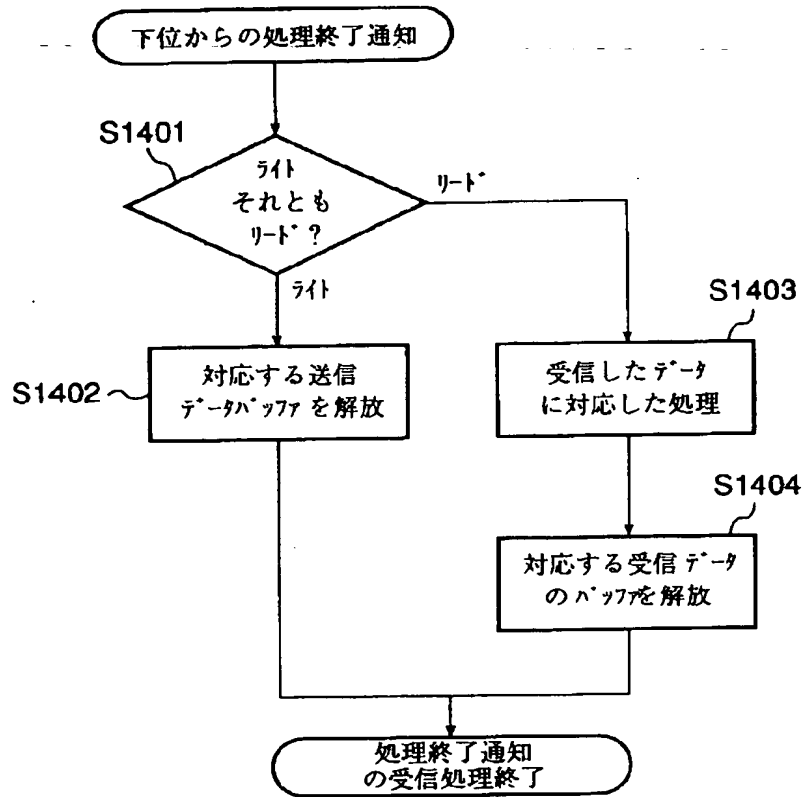 下位からの処理終了通知
S1401
ﾗｲﾄ
それとも
ﾘｰﾄﾞ?
ﾘｰﾄﾞ
ﾗｲﾄ
S1402
対応する送信
ﾃﾞｰﾀﾊﾞｯﾌｧを解放
S1403
受信したﾃﾞｰﾀ
に対応した処理
S1404
対応する受信ﾃﾞｰﾀ
のﾊﾞｯﾌｧを解放
処理終了通知
の受信処理終了